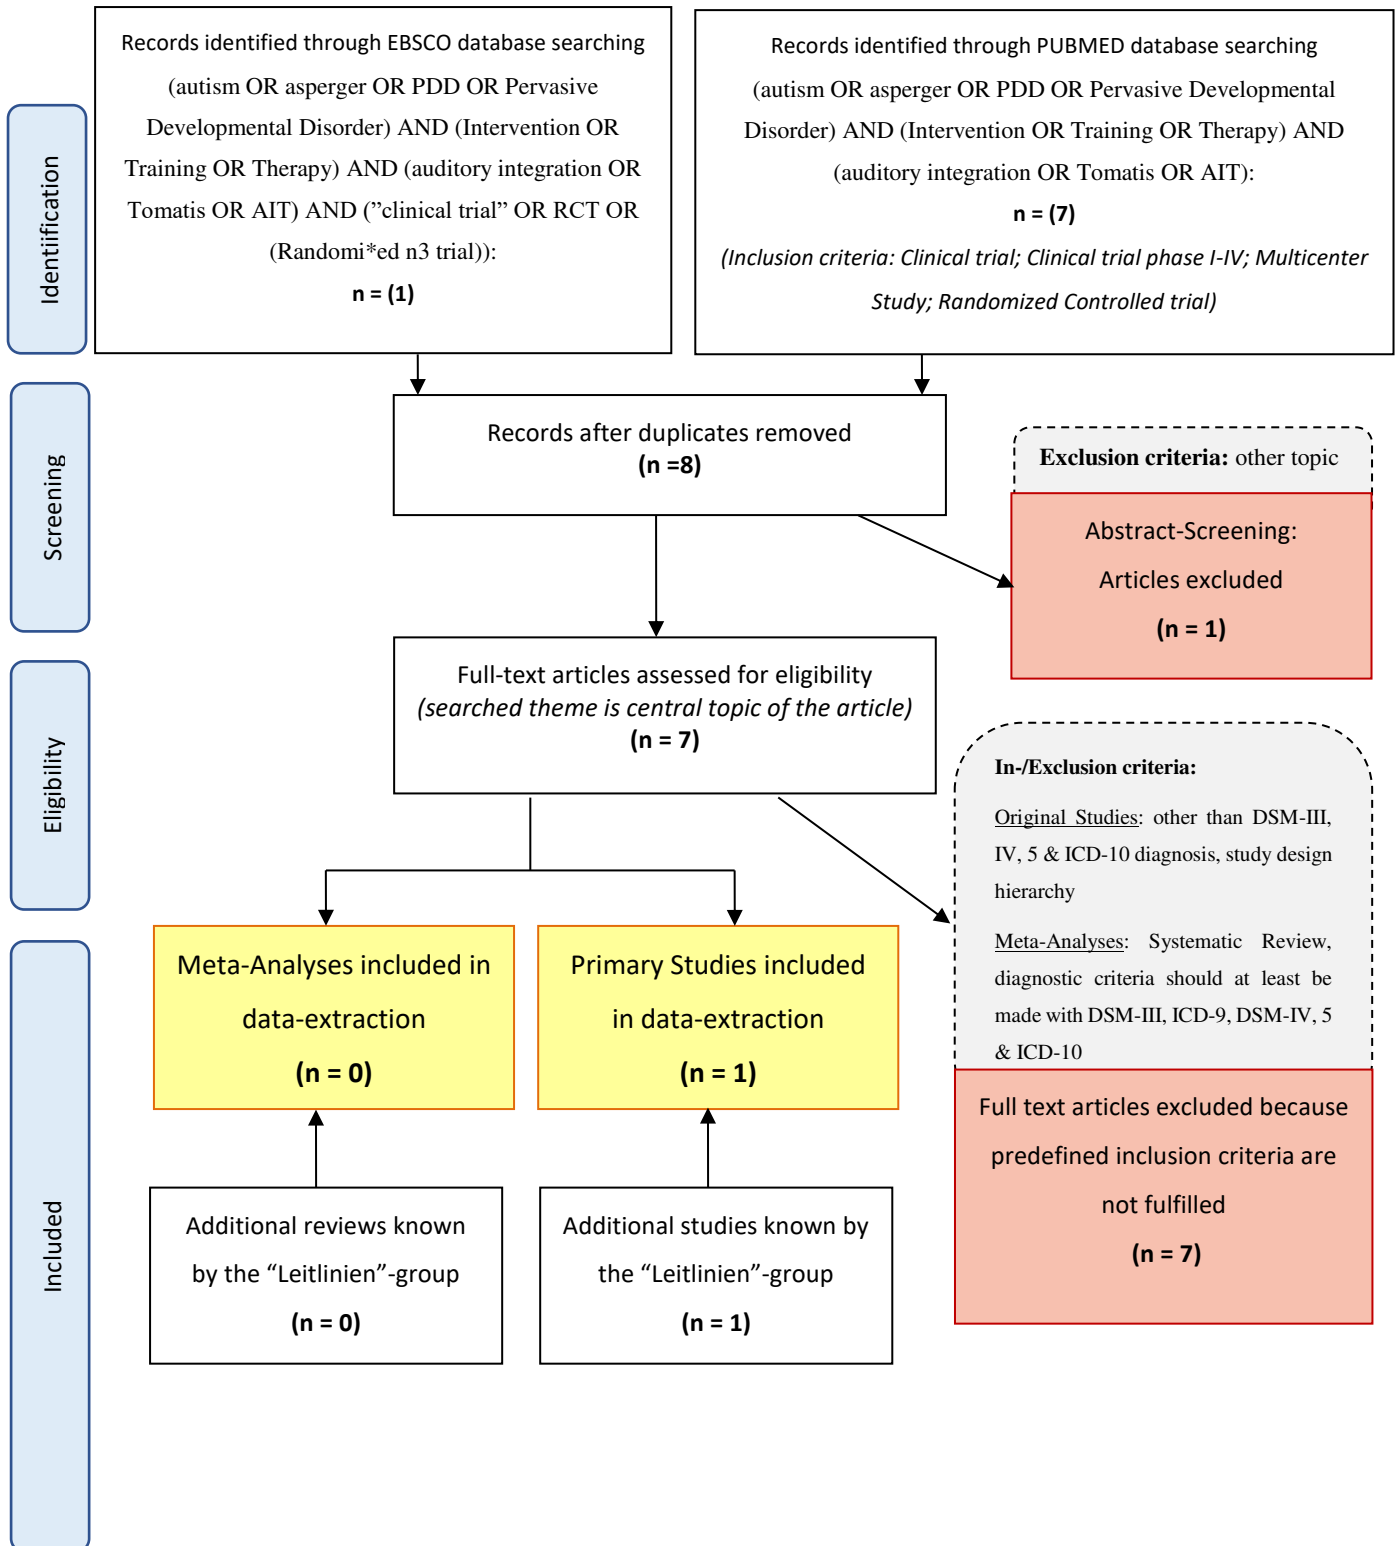 Records identified through EBSCO database searching
(autism OR asperger OR PDD OR Pervasive
Developmental Disorder) AND (Intervention OR
Training OR Therapy) AND (auditory integration OR
Tomatis OR AIT) AND (”clinical trial” OR RCT OR
(Randomi*ed n3 trial)):
n = (1)
Records identified through PUBMED database searching
(autism OR asperger OR PDD OR Pervasive Developmental
Disorder) AND (Intervention OR Training OR Therapy) AND
(auditory integration OR Tomatis OR AIT):
n = (7)
(Inclusion criteria: Clinical trial; Clinical trial phase I-IV; Multicenter
Study; Randomized Controlled trial)
Identiification
Records after duplicates removed
(n =8)
Screening
Exclusion criteria: other topic
Abstract-Screening:
Articles excluded
(n = 1)
Full-text articles assessed for eligibility
(searched theme is central topic of the article)
(n = 7)
Eligibility
In-/Exclusion criteria:
Original Studies: other than DSM-III,
IV, 5 & ICD-10 diagnosis, study design
hierarchy
Meta-Analyses: Systematic Review,
diagnostic criteria should at least be
made with DSM-III, ICD-9, DSM-IV, 5
& ICD-10
Full text articles excluded because
predefined inclusion criteria are
not fulfilled
(n = 7)
Meta-Analyses included in
data-extraction
(n = 0)
Primary Studies included
in data-extraction
(n = 1)
Included
Additional reviews known
by the “Leitlinien”-group
(n = 0)
Additional studies known by
the “Leitlinien”-group
(n = 1)